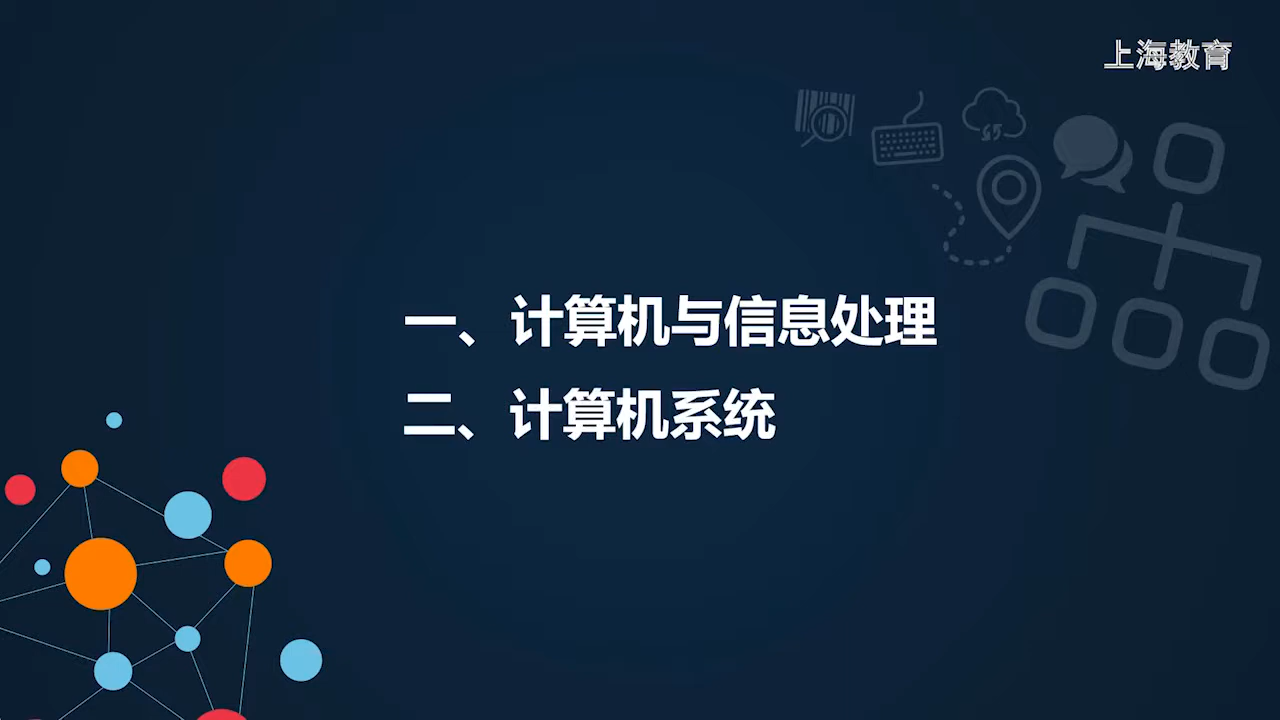 上海教育
一、计算机与信息处理
二、计算机系统